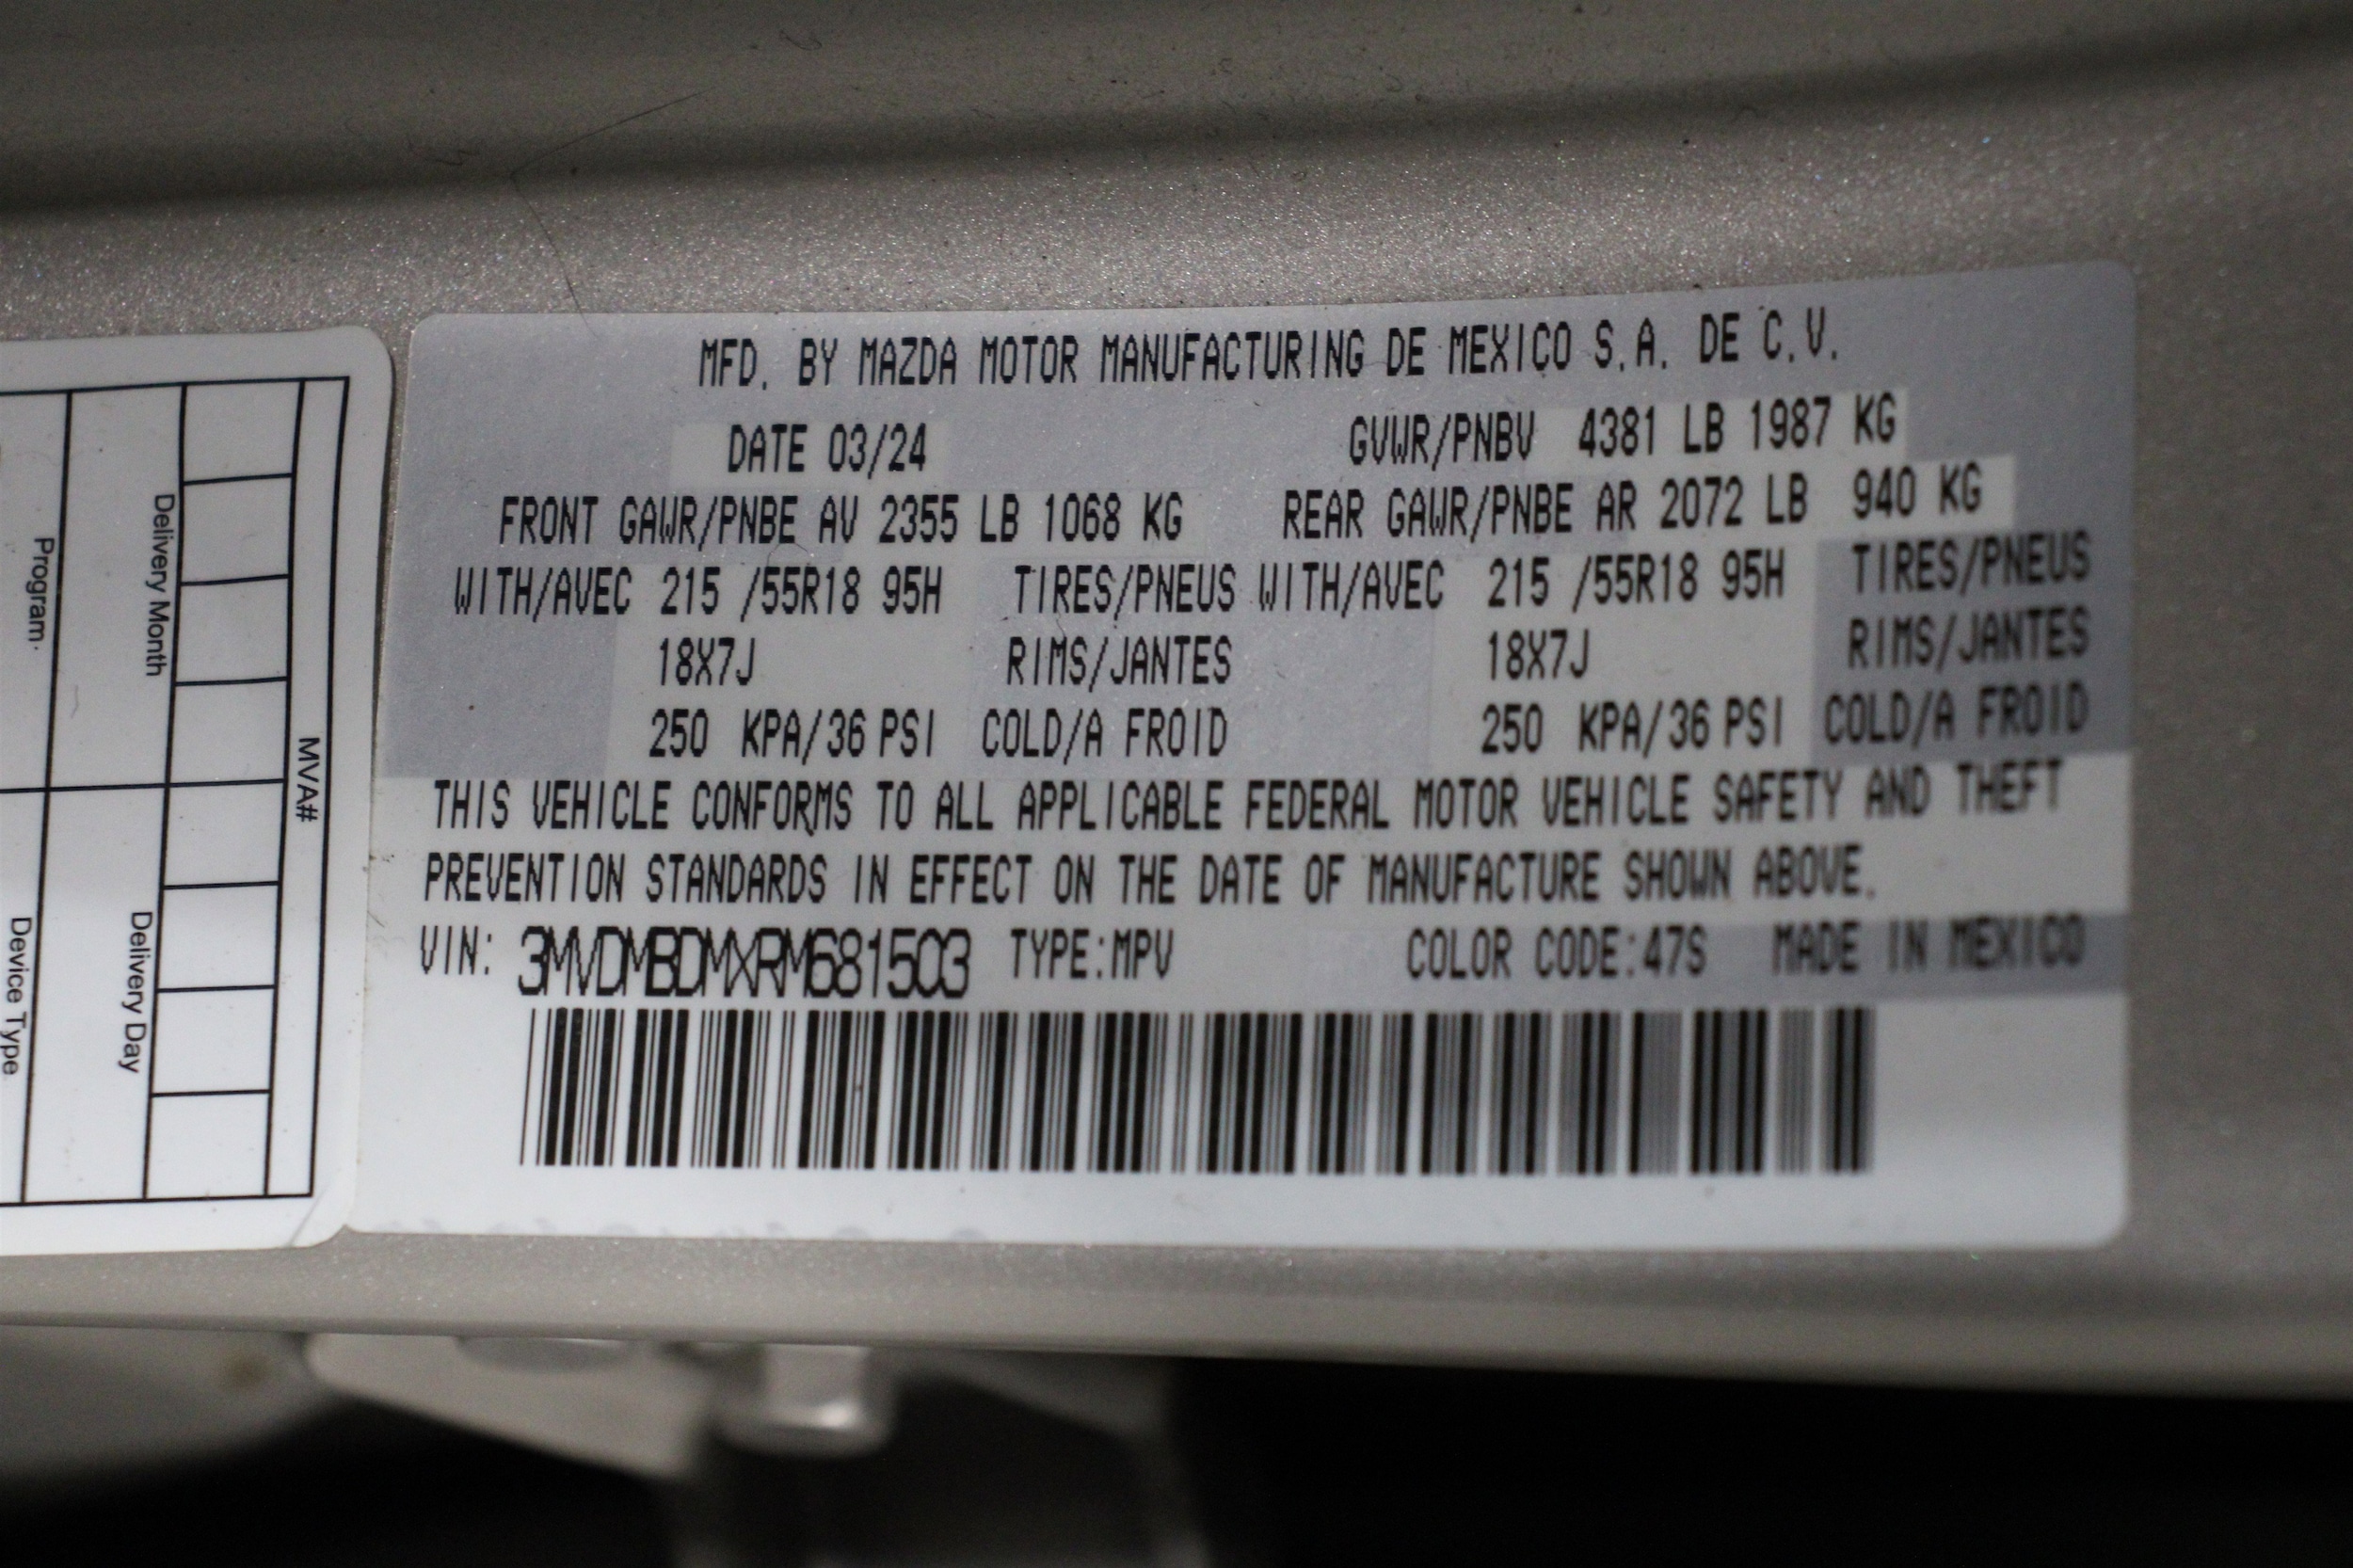 MFD. BY MAZDA MOTOR MANUFACTURING DE MEXICO S.A. DE C.V.
DATE 03/24 GVWR/PNBV 4381 LB 1987 KG
FRONT GAWR/PNBE AV 2355 LB 1068 KG REAR GAWR/PNBE AR 2072 LB 940 KG
WITH/AVEC 215 /55R18 95H TIRES/PNEUS WITH/AVEC 215 /55R18 95H TIRES/PNEUS
18X7J RIMS/JANTES 18X7J RIMS/JANTES
250 KPA/36 PSI COLD/A FROID 250 KPA/36 PSI COLD/A FROID
THIS VEHICLE CONFORMS TO ALL APPLICABLE FEDERAL MOTOR VEHICLE SAFETY AND THEFT
PREVENTION STANDARDS IN EFFECT ON THE DATE OF MANUFACTURE SHOWN ABOVE.
VIN: 3MVDMBDMXRM681503 TYPE:MPV COLOR CODE:47S MADE IN MEXICO
MVA#
Delivery Month
Delivery Day
Program
Device Type